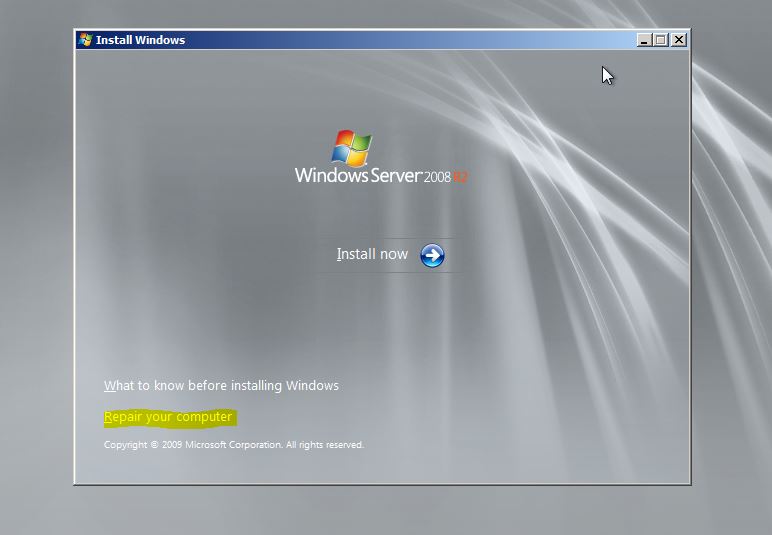 Install Windows
Windows Server 2008 R2
Install now
What to know before installing Windows
Repair your computer
Copyright © 2009 Microsoft Corporation. All rights reserved.